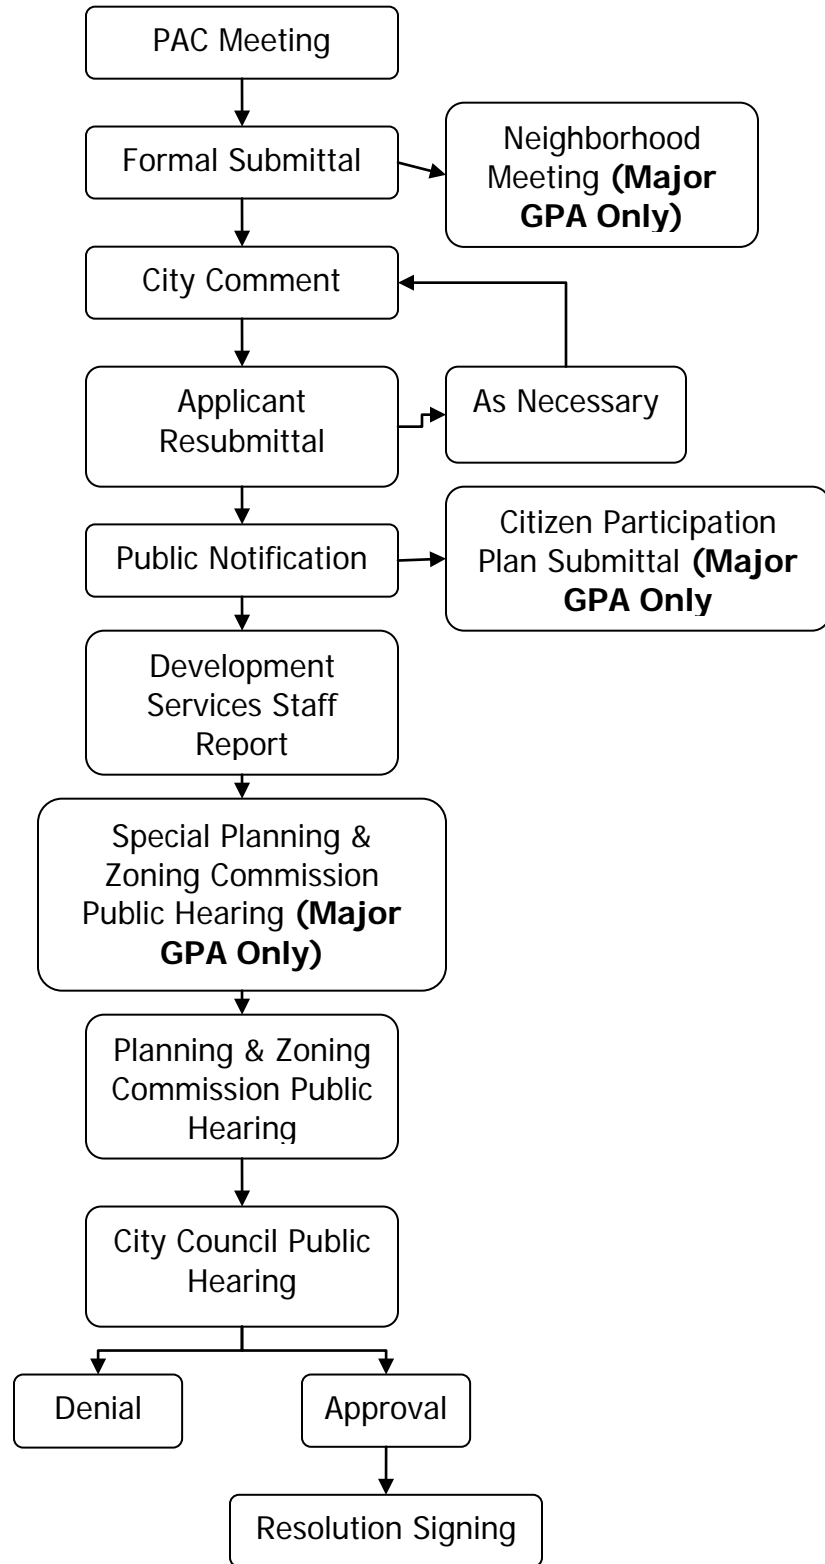 PAC Meeting
Formal Submittal
Neighborhood
Meeting (Major
GPA Only)
City Comment
Applicant
Resubmittal
As Necessary
Public Notification
Citizen Participation
Plan Submittal (Major
GPA Only
Development
Services Staff
Report
Special Planning &
Zoning Commission
Public Hearing (Major
GPA Only)
Planning & Zoning
Commission Public
Hearing
City Council Public
Hearing
Denial
Approval
Resolution Signing